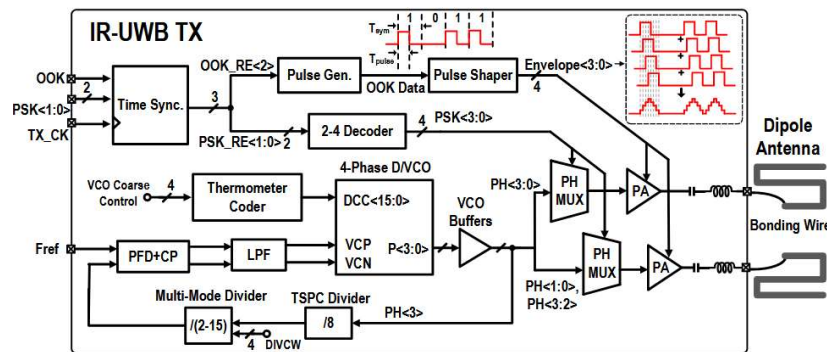 IR-UWB TX
Tsym
1 0 1 1
Tpulse
OOK
2
PSK<1:0>
TX_CK
Time Sync.
3
OOK_RE<2>
Pulse Gen.
OOK Data
Pulse Shaper
4
Envelope<3:0>
+
+
+
PSK_RE<1:0>
2
2-4 Decoder
4
PSK<3:0>
Dipole
Antenna
VCO Coarse
Control
4
Thermometer
Coder
4-Phase D/VCO
DCC<15:0>
VCP
VCN
P<3:0>
VCO
Buffers
PH<3:0>
PH
MUX
PA
Bonding Wire
Fref
PFD+CP
LPF
PH<1:0>,
PH<3:2>
PH
MUX
PA
Multi-Mode Divider
/(2-15)
4
DIVCW
TSPC Divider
/8
PH<3>